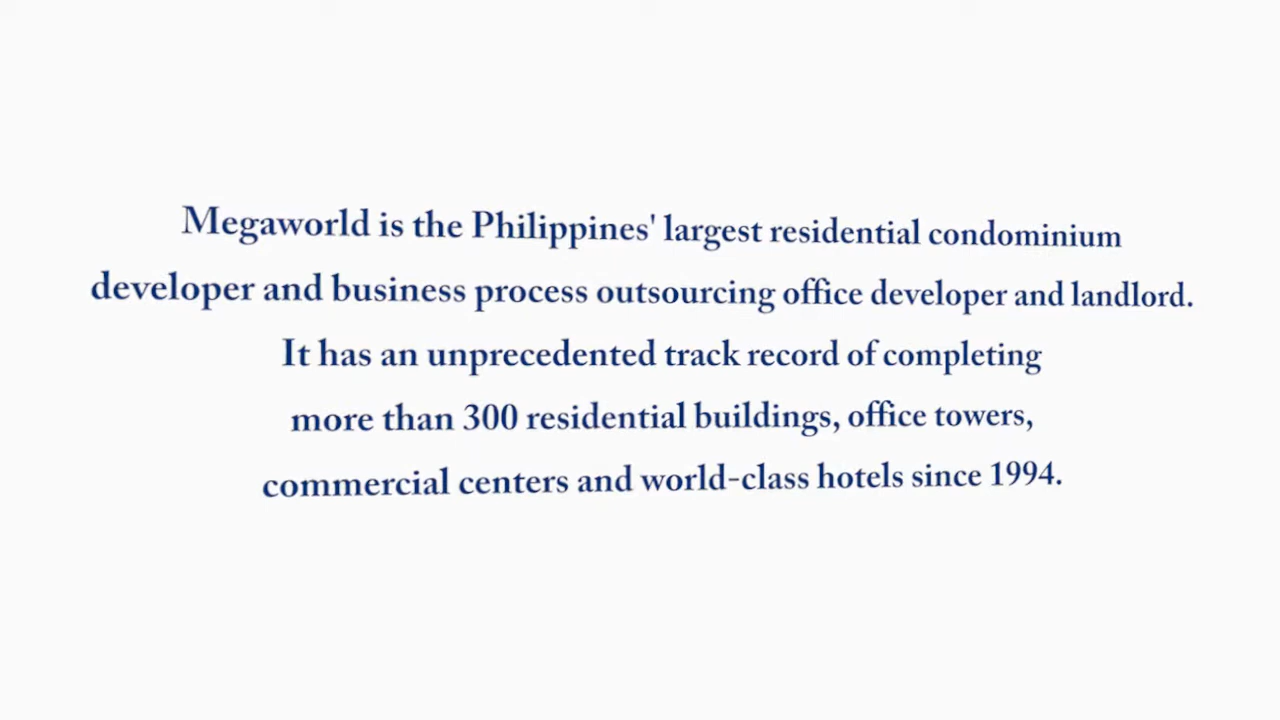 Megaworld is the Philippines' largest residential condominium
developer and business process outsourcing office developer and landlord.
It has an unprecedented track record of completing
more than 300 residential buildings, office towers,
commercial centers and world-class hotels since 1994.